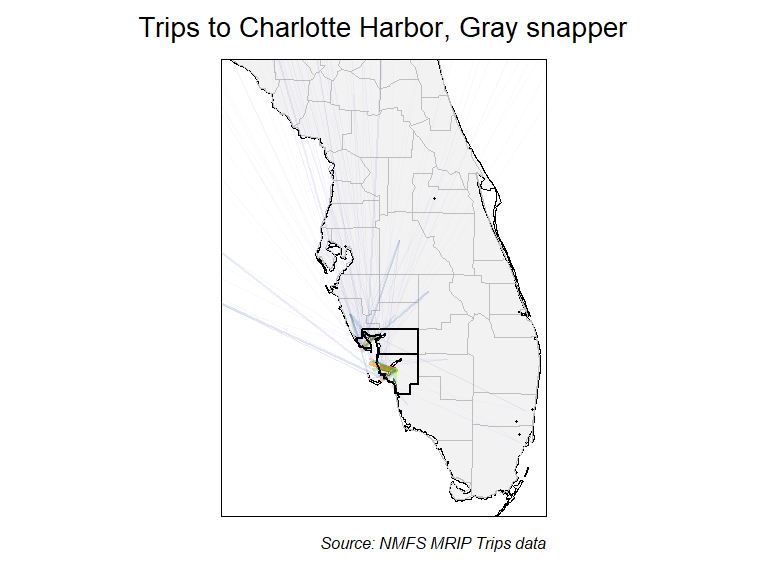 Trips to Charlotte Harbor, Gray snapper
Source: NMFS MRIP Trips data